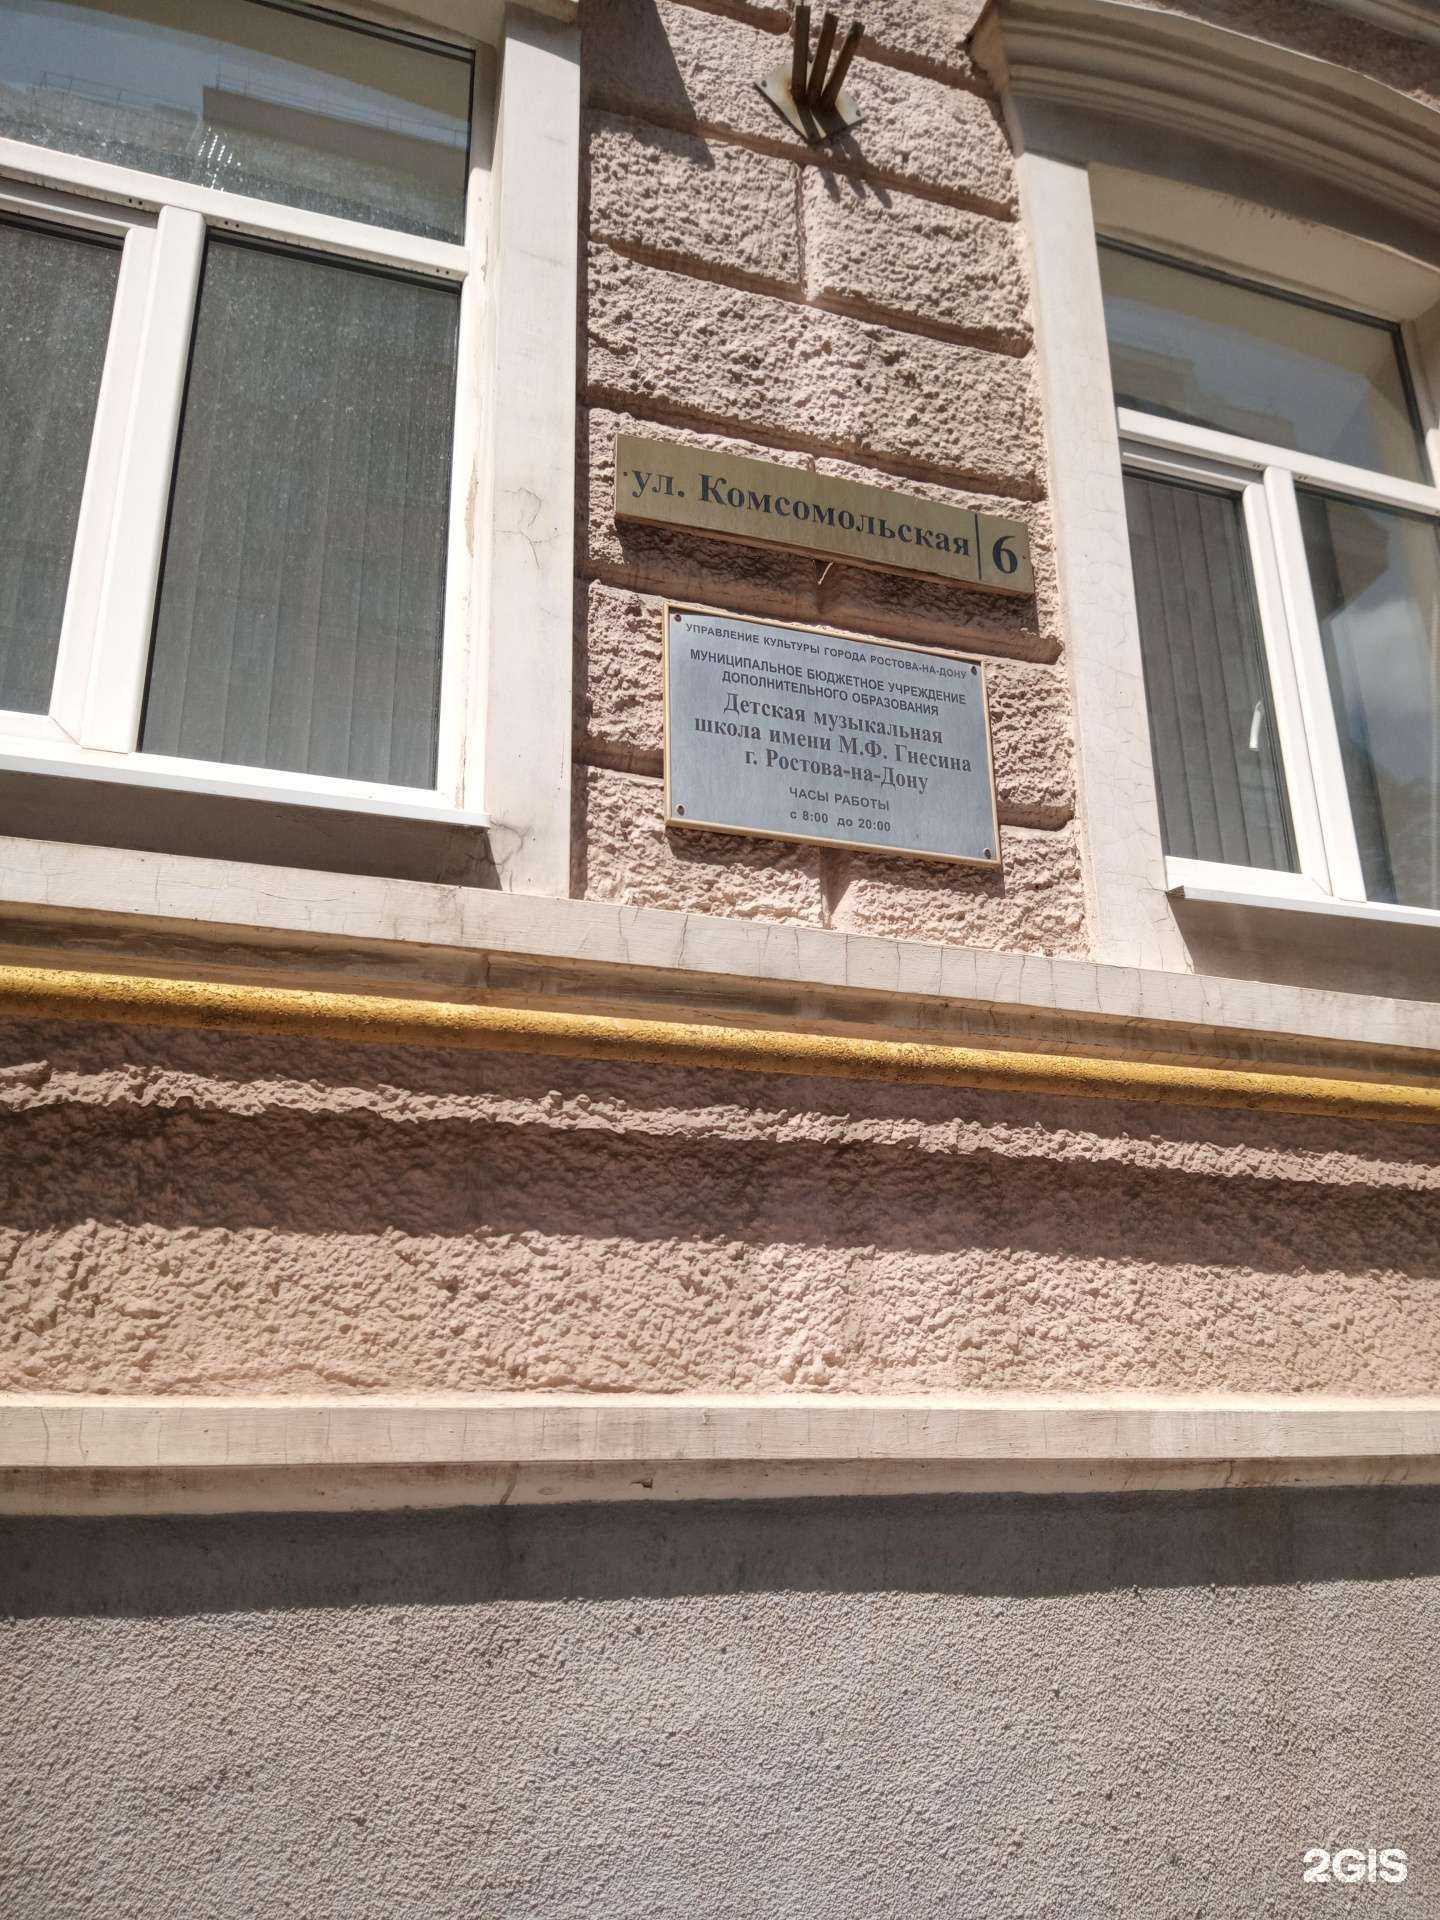 ул. Комсомольская 6
УПРАВЛЕНИЕ КУЛЬТУРЫ ГОРОДА РОСТОВА-НА-ДОНУ
МУНИЦИПАЛЬНОЕ БЮДЖЕТНОЕ УЧРЕЖДЕНИЕ
ДОПОЛНИТЕЛЬНОГО ОБРАЗОВАНИЯ
Детская музыкальная
школа имени М.Ф. Гнесина
г. Ростова-на-Дону
ЧАСЫ РАБОТЫ
с 8:00 до 20:00
2GIS